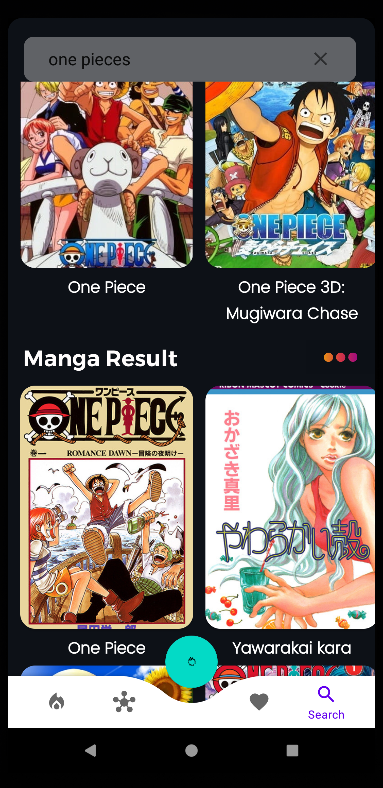 one pieces
ONE PIECE
ONE PIECE
One Piece
One Piece 3D:
Mugiwara Chase
Manga Result
ワンピース
ONE PIECE
巻一
ROMANCE DAWN—冒険の夜明け—
おかざき真里
やわらかい殻
One Piece
Yawarakai kara
Search